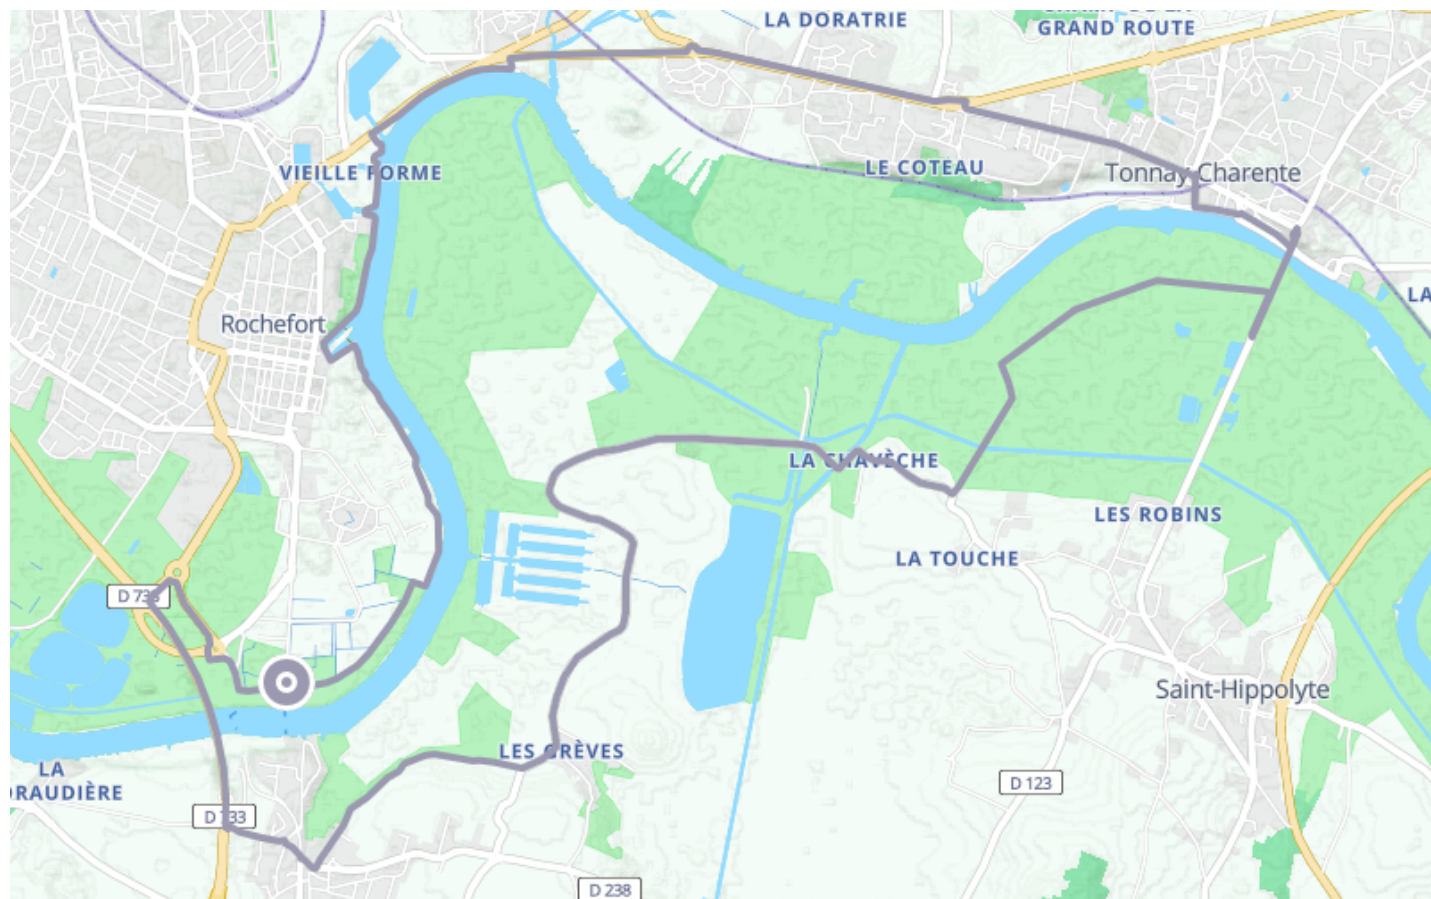 LA DORATRIE
GRAND ROUTE
VIEILLE FORME
LE COTEAU
Tonnay-Charente
LA
Rochefort
LA CHAVÈCHE
LES ROBINS
LA TOUCHE
D 733
Saint-Hippolyte
LES GRÈVES
LA
D 123
D 733
D 238